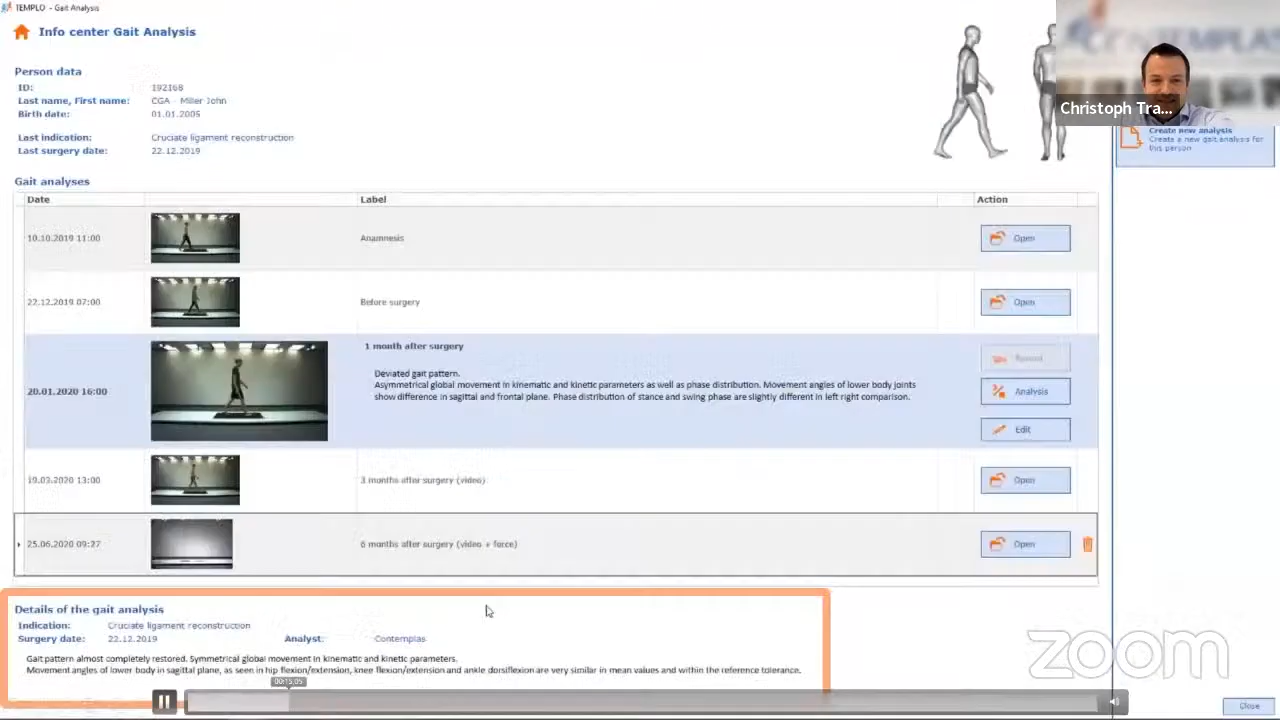 TEMPLO - Gait Analysis
Info center Gait Analysis
Person data
ID: 192168
Last name, First name: CGA - Miller John
Birth date: 01.01.2005
Last indication: Cruciate ligament reconstruction
Last surgery date: 22.12.2019
Christoph Tra...
Create new analysis
Create a new gait analysis for
this person
Gait analyses
Date Label Action
10.10.2019 11:00 Anamnesis Open
22.12.2019 07:00 Before surgery Open
1 month after surgery
Record
Deviated gait pattern.
Asymmetrical global movement in kinematic and kinetic parameters as well as phase distribution. Movement angles of lower body joints
20.01.2020 16:00 Analysis
show difference in sagittal and frontal plane. Phase distribution of stance and swing phase are slightly different in left right comparison.
Edit
19.03.2020 13:00 3 months after surgery (video) Open
25.06.2020 09:27 6 months after surgery (video + force) Open
Details of the gait analysis
Indication: Cruciate ligament reconstruction
Surgery date: 22.12.2019 Analyst: Contemplas
Gait pattern almost completely restored. Symmetrical global movement in kinematic and kinetic parameters.
Movement angles of lower body in sagittal plane, as seen in hip flexion/extension, knee flexion/extension and ankle dorsiflexion are very similar in mean values and within the reference tolerance.
zoom
Close